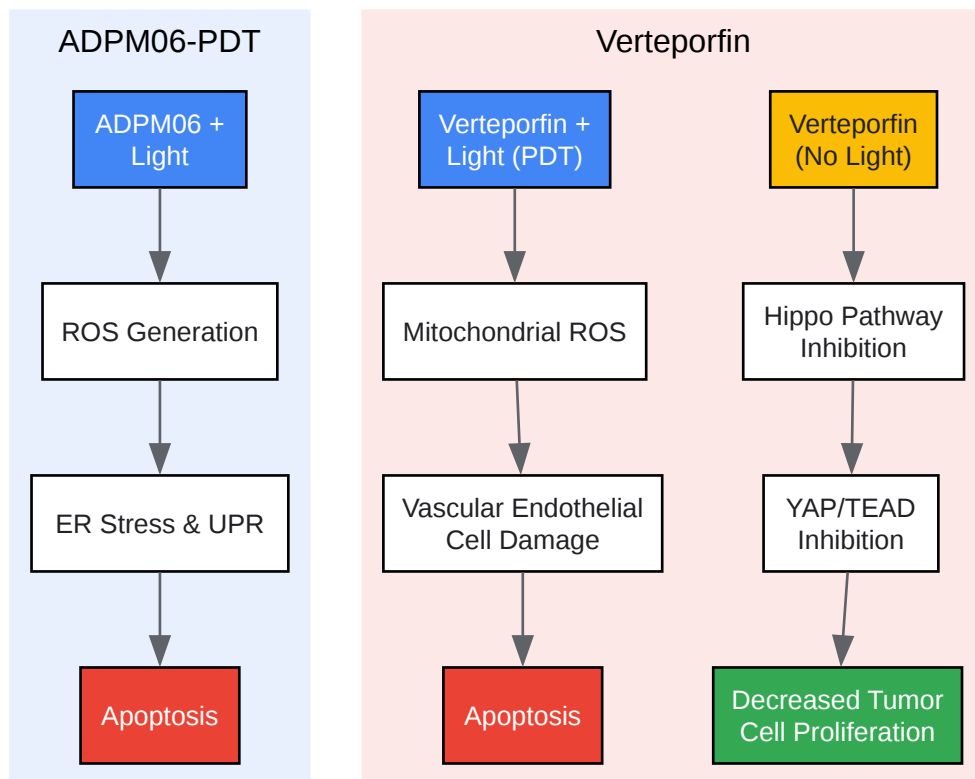 ADPM06-PDT
ADPM06 +
Light
ROS Generation
ER Stress & UPR
Apoptosis
Verteporfin
Verteporfin +
Light (PDT)
Mitochondrial ROS
Vascular Endothelial
Cell Damage
Apoptosis
Verteporfin
(No Light)
Hippo Pathway
Inhibition
YAP/TEAD
Inhibition
Decreased Tumor
Cell Proliferation